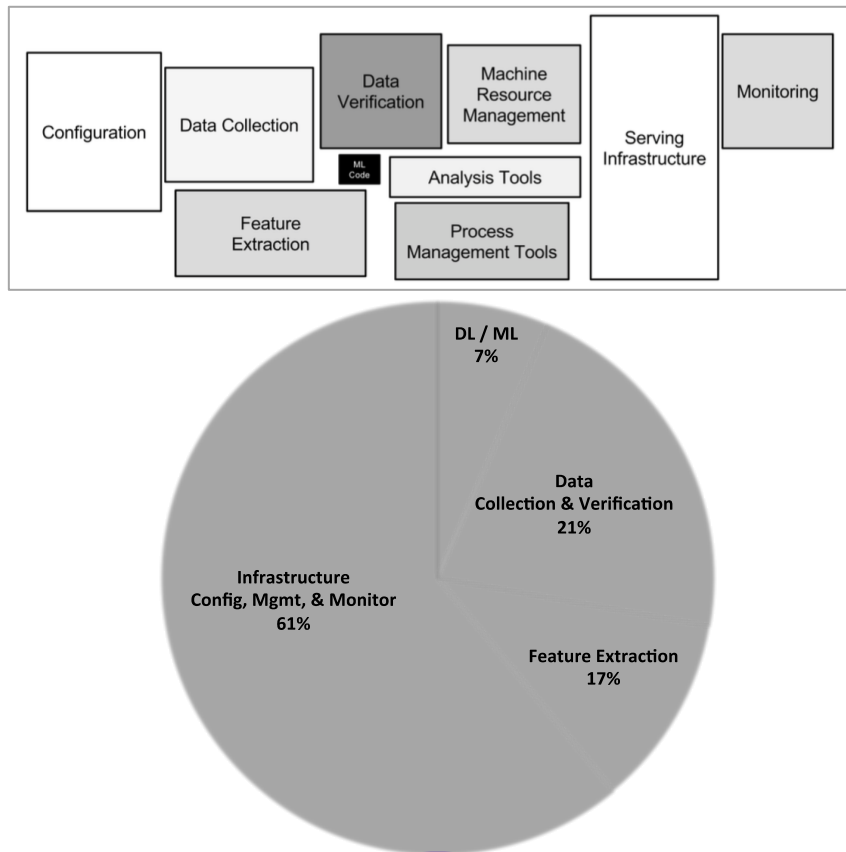 Configuration
Data Collection
Data
Verification
Machine
Resource
Management
Serving
Infrastructure
Monitoring
ML
Code
Analysis Tools
Feature
Extraction
Process
Management Tools
DL / ML
7%
Data
Collection & Verification
21%
Infrastructure
Config, Mgmt, & Monitor
61%
Feature Extraction
17%